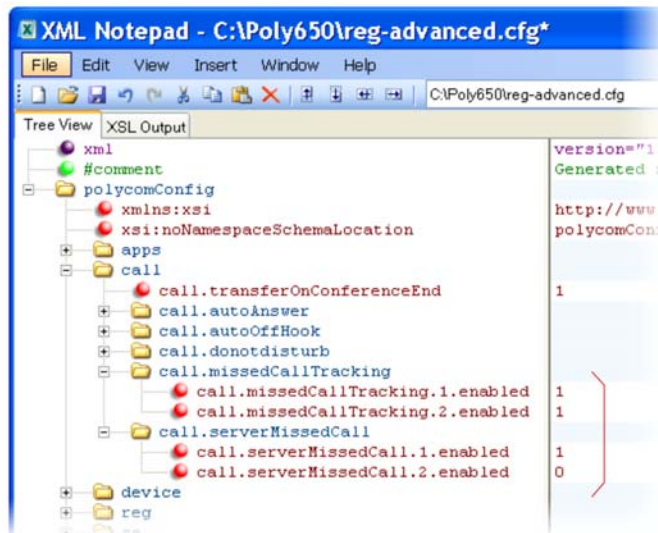 XML Notepad - C:\Poly650\reg-advanced.cfg*
File Edit View Insert Window Help
C:\Poly650\reg-advanced.cfg
Tree View XSL Output
xml version="1
#comment Generated
polycomConfig
xmlns:xsi http://www
xsi:noNamespaceSchemaLocation polycomCon
apps
call
call.transferOnConferenceEnd 1
call.autoAnswer
call.autoOffHook
call.donotdisturb
call.missedCallTracking
call.missedCallTracking.1.enabled 1
call.missedCallTracking.2.enabled 1
call.serverMissedCall
call.serverMissedCall.1.enabled 1
call.serverMissedCall.2.enabled 0
device
reg